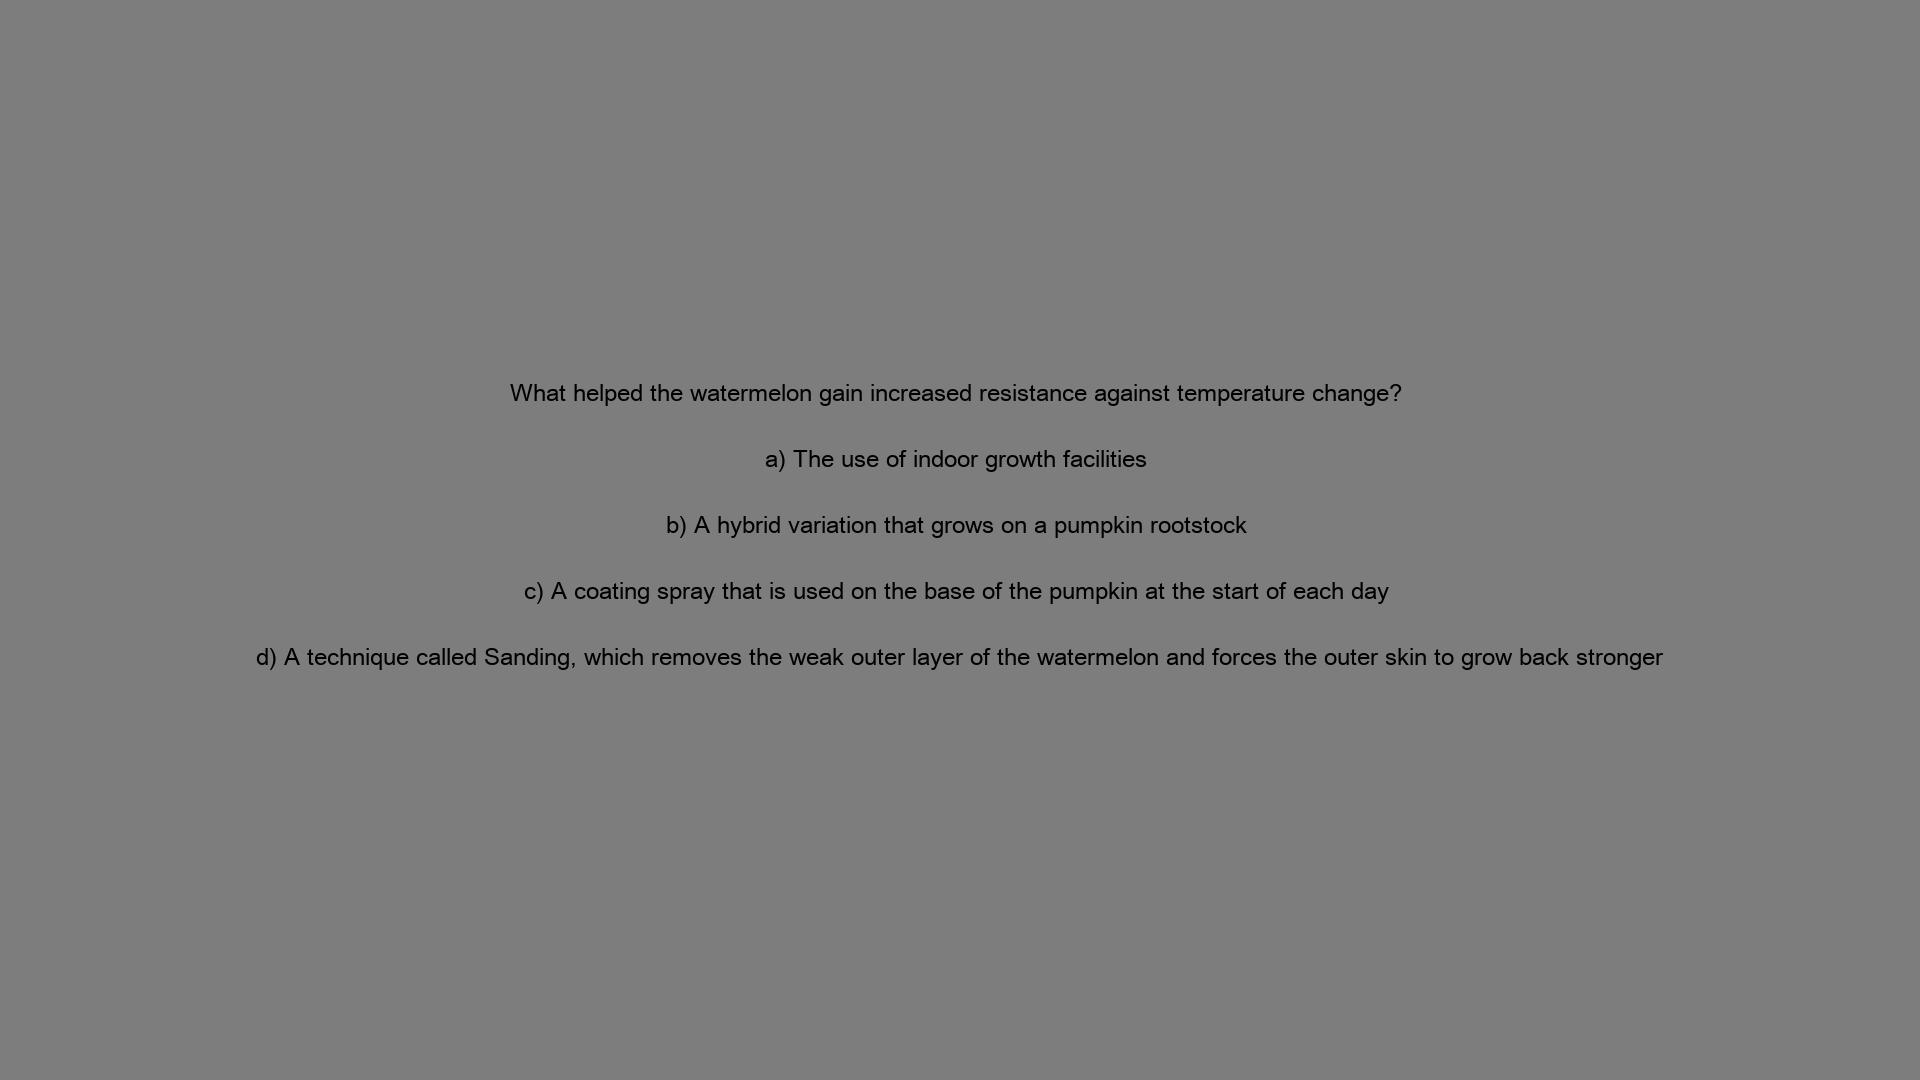 What helped the watermelon gain increased resistance against temperature change?
a) The use of indoor growth facilities
b) A hybrid variation that grows on a pumpkin rootstock
c) A coating spray that is used on the base of the pumpkin at the start of each day
d) A technique called Sanding, which removes the weak outer layer of the watermelon and forces the outer skin to grow back stronger